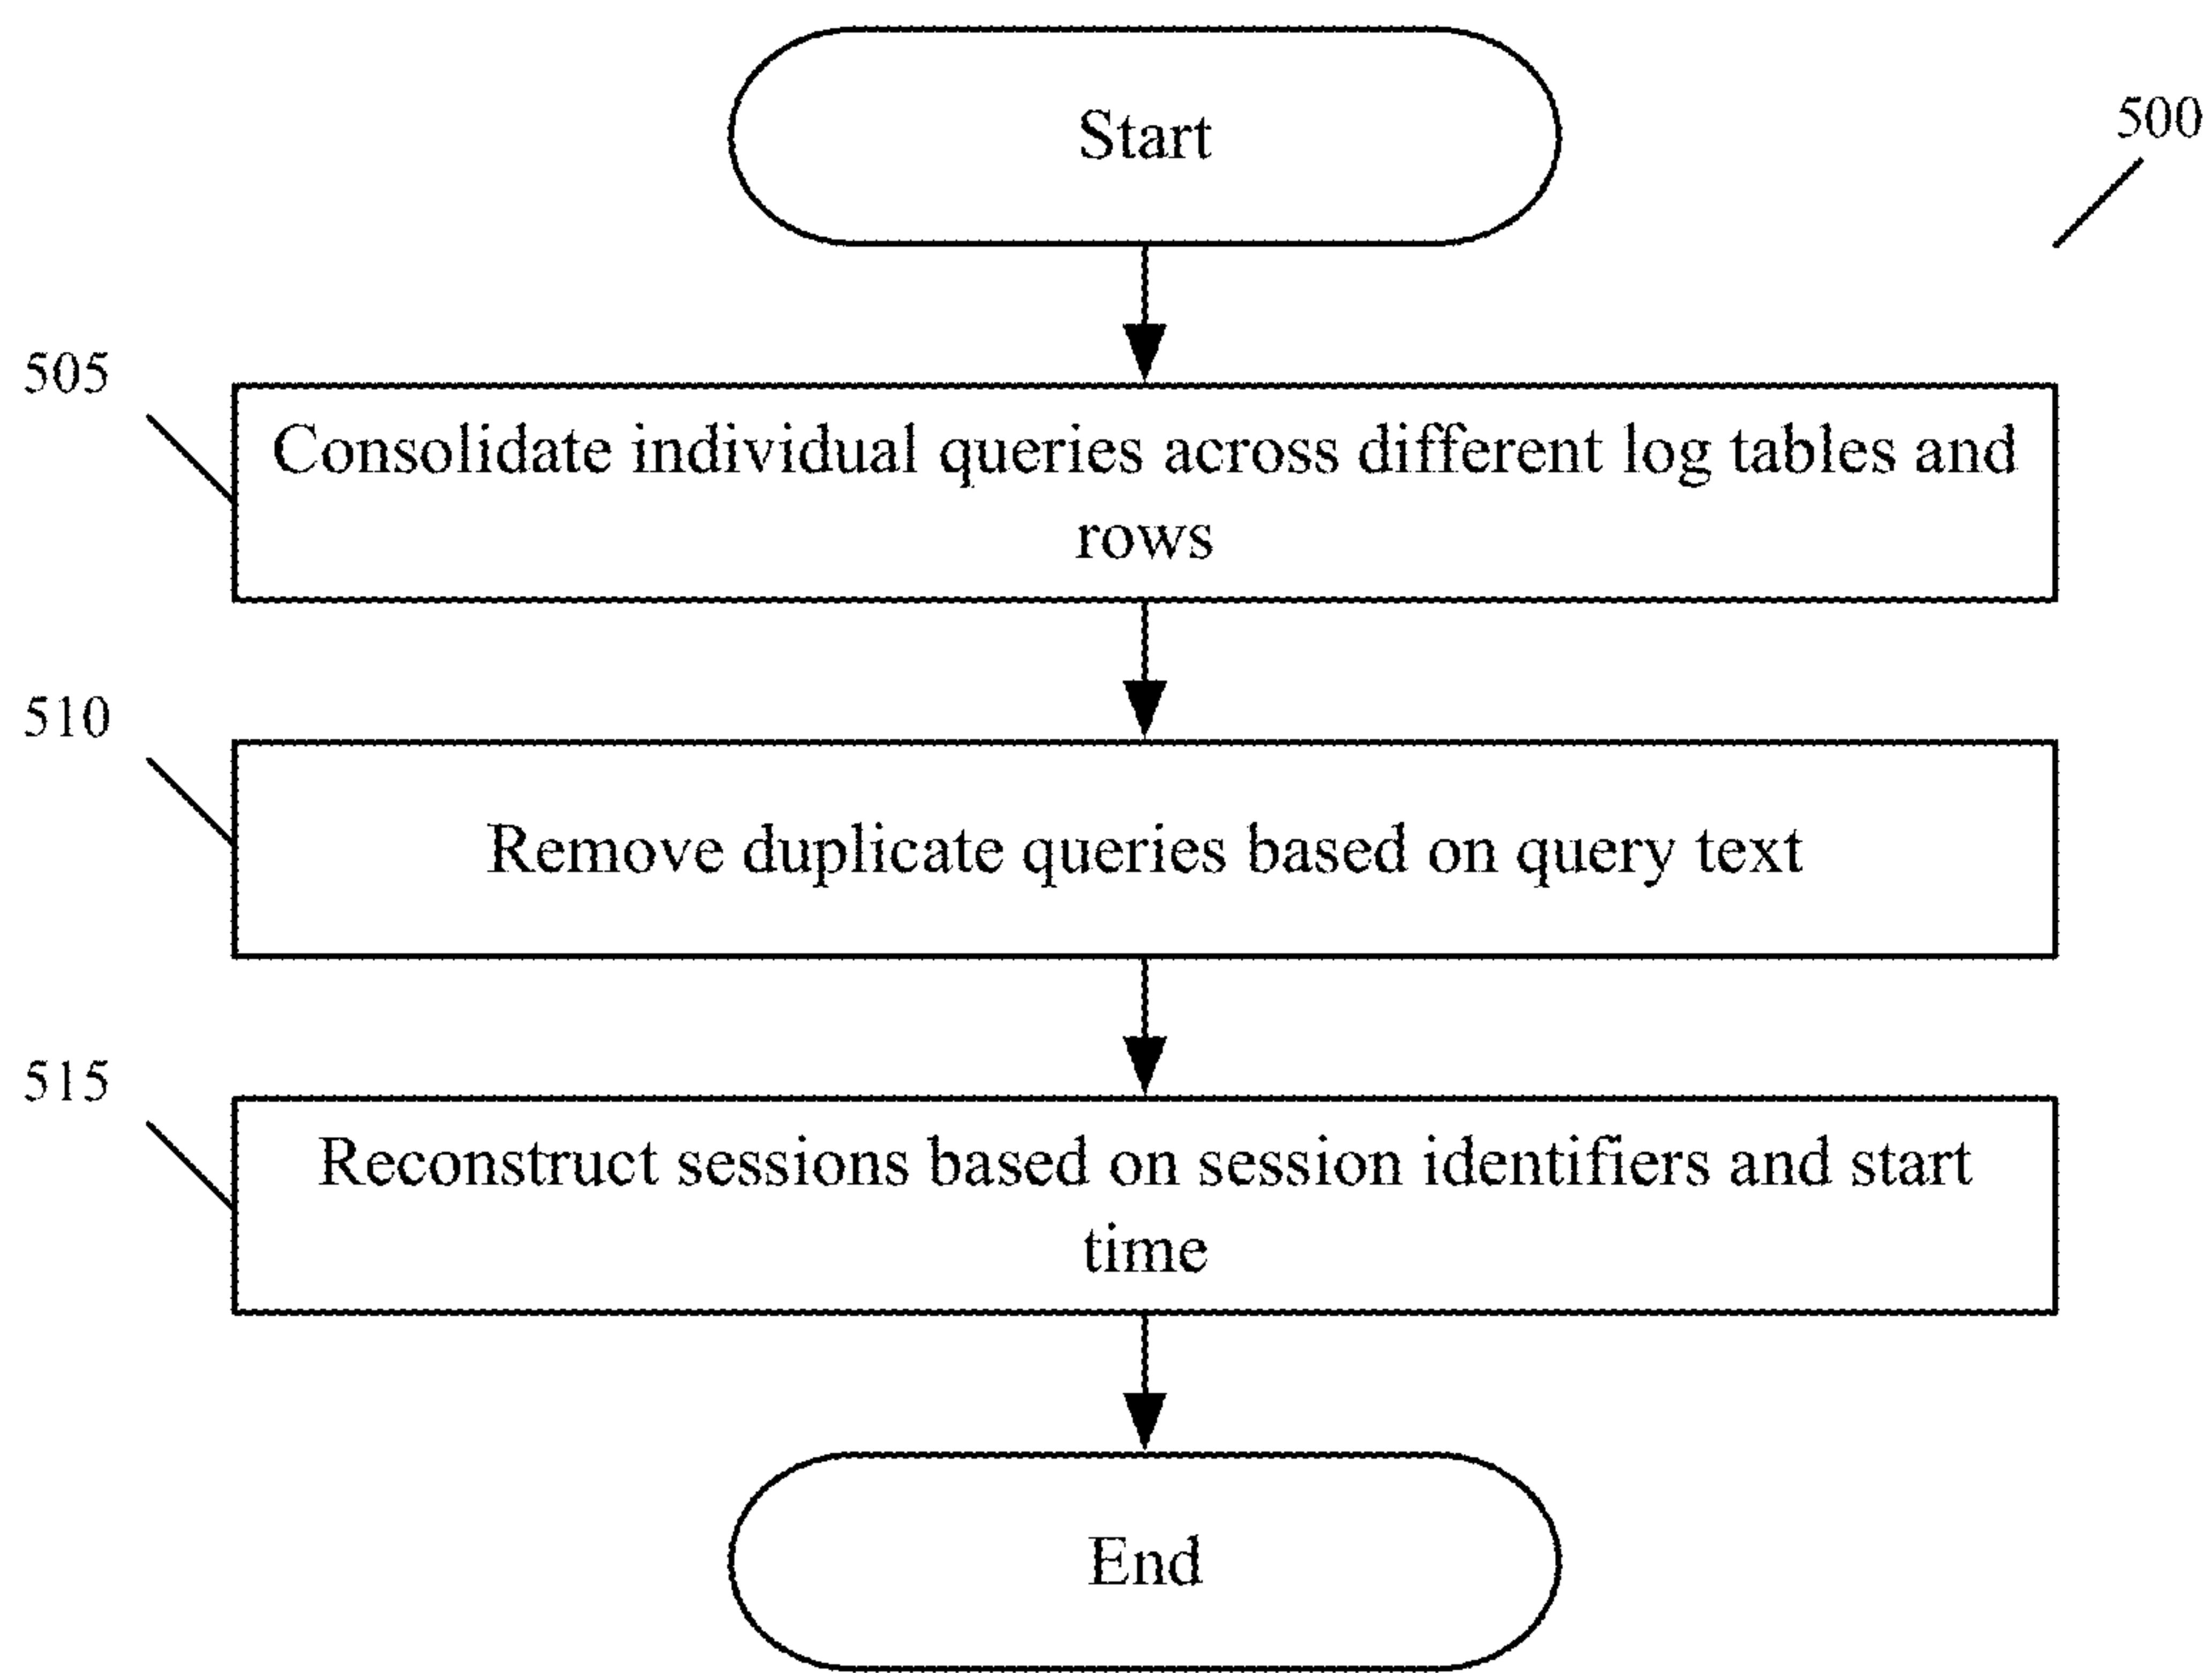 Start
500
505
Consolidate individual queries across different log tables and
rows
510
Remove duplicate queries based on query text
515
Reconstruct sessions based on session identifiers and start
time
End